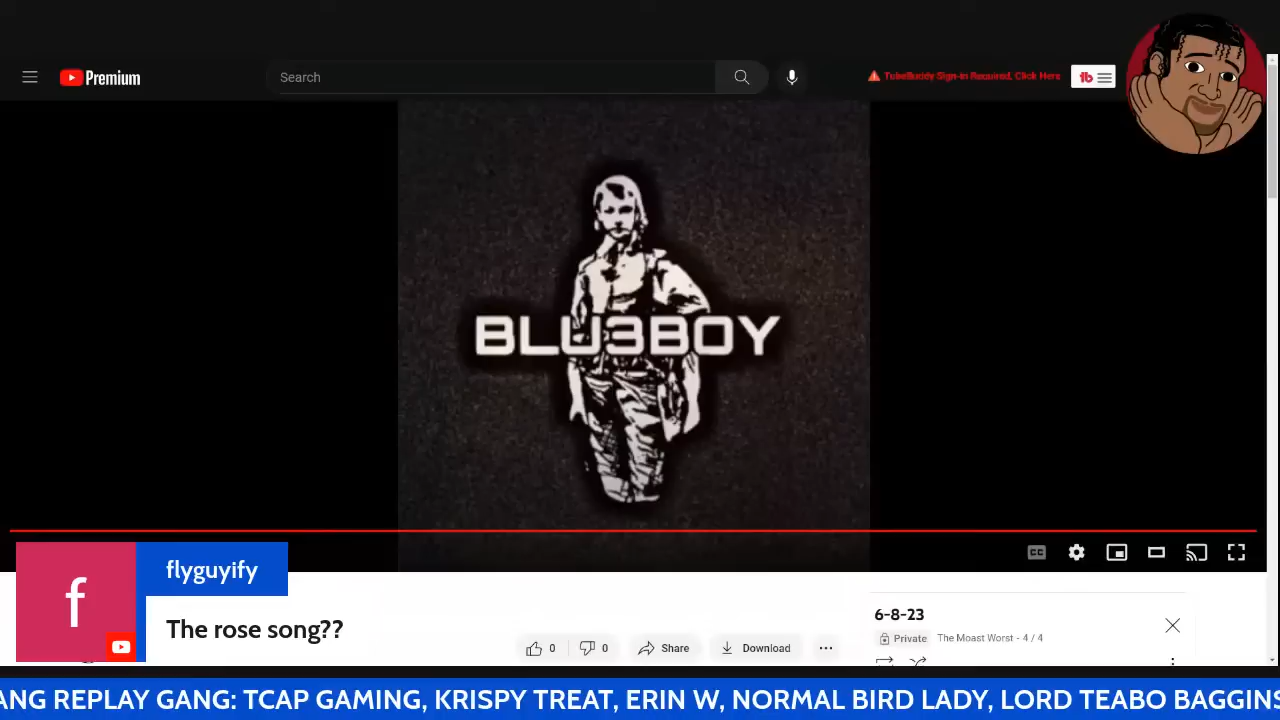 Premium
Search
TubeBuddy Sign-in Required, Click Here
tb
BLU3BOY
CC
f
flyguyify
The rose song??
0
0
Share
Download
6-8-23
Private
The Moast Worst - 4 / 4
ANG REPLAY GANG: TCAP GAMING, KRISPY TREAT, ERIN W, NORMAL BIRD LADY, LORD TEABO BAGGINS